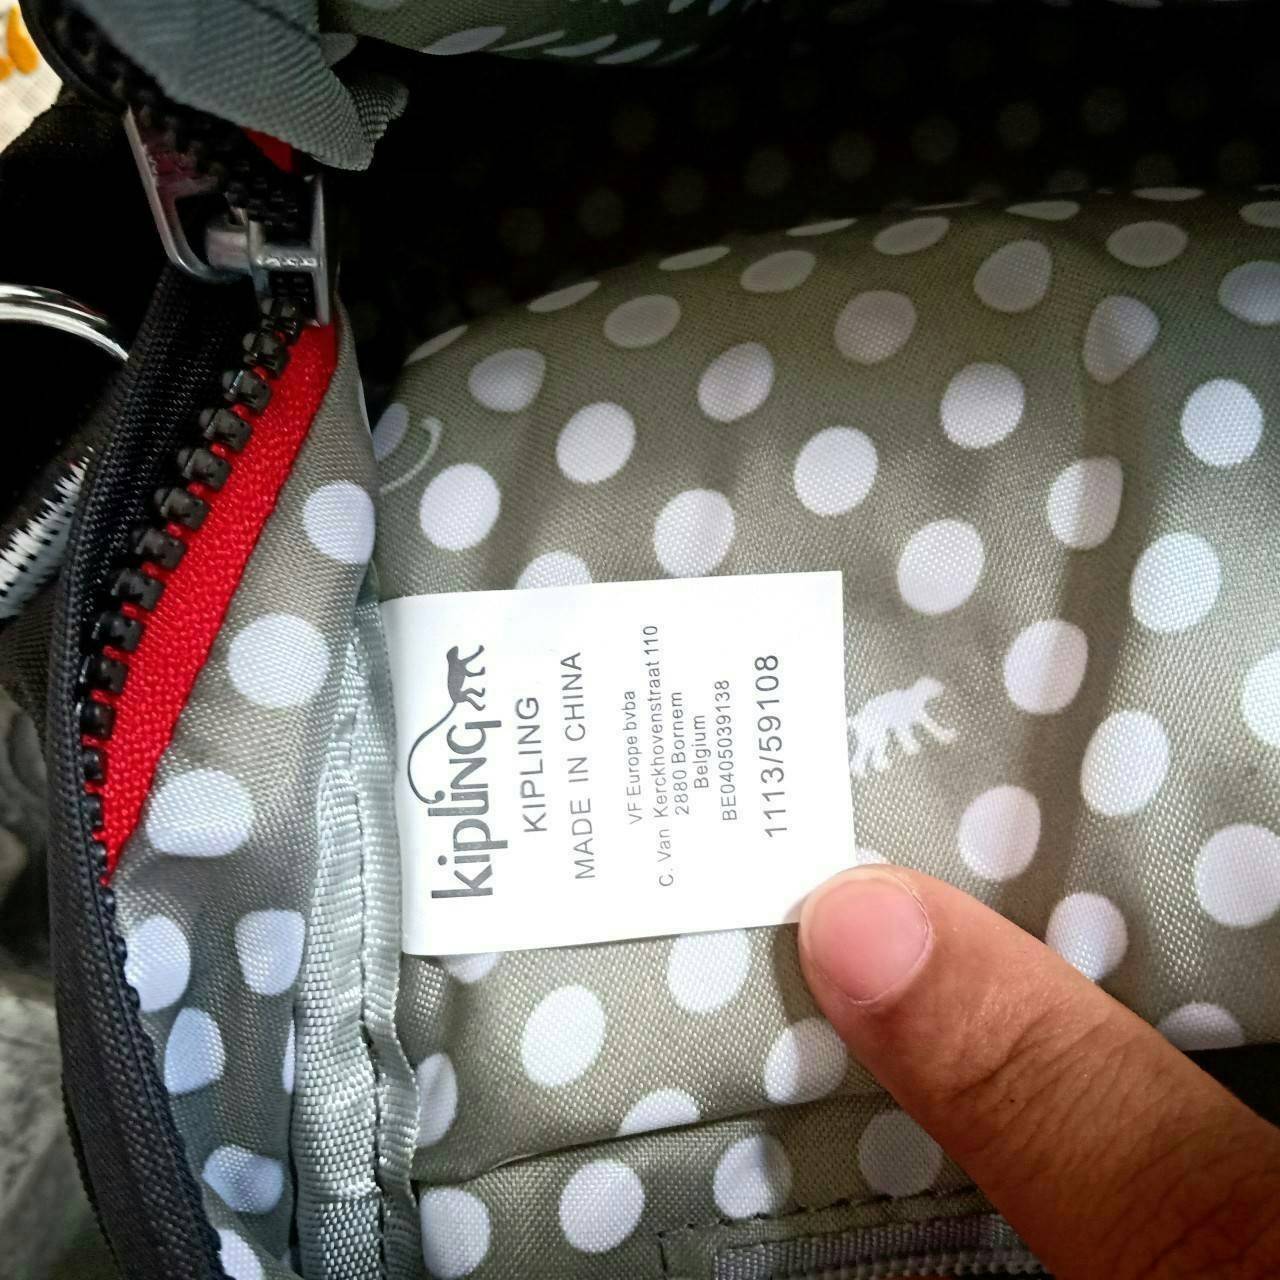 kipling
KIPLING
MADE IN CHINA
VF Europe bvba
C. Van Kerckhovenstraat 110
2880 Bornem
Belgium
BE0405039138
1113/59108